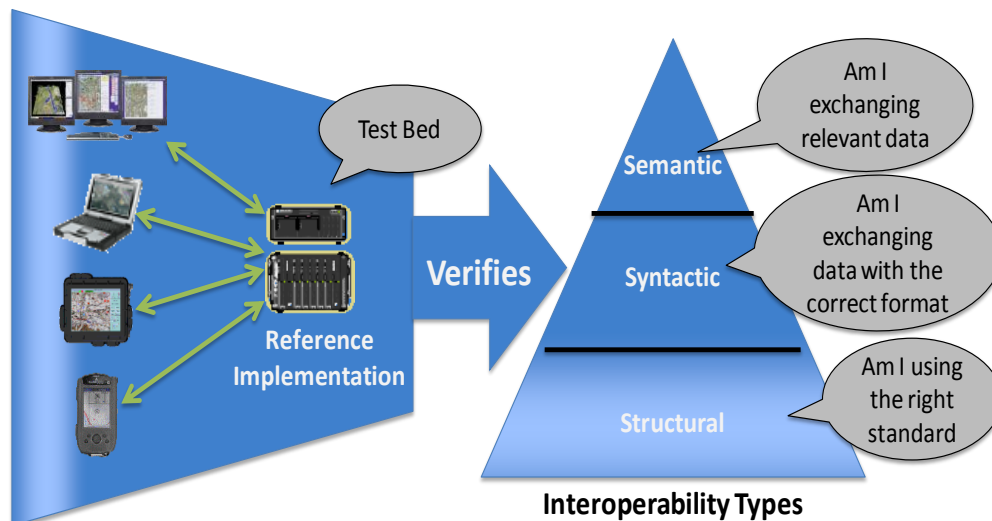 Test Bed
Reference
Implementation
Verifies
Semantic
Syntactic
Structural
Am I
exchanging
relevant data
Am I
exchanging
data with the
correct format
Am I using
the right
standard
Interoperability Types